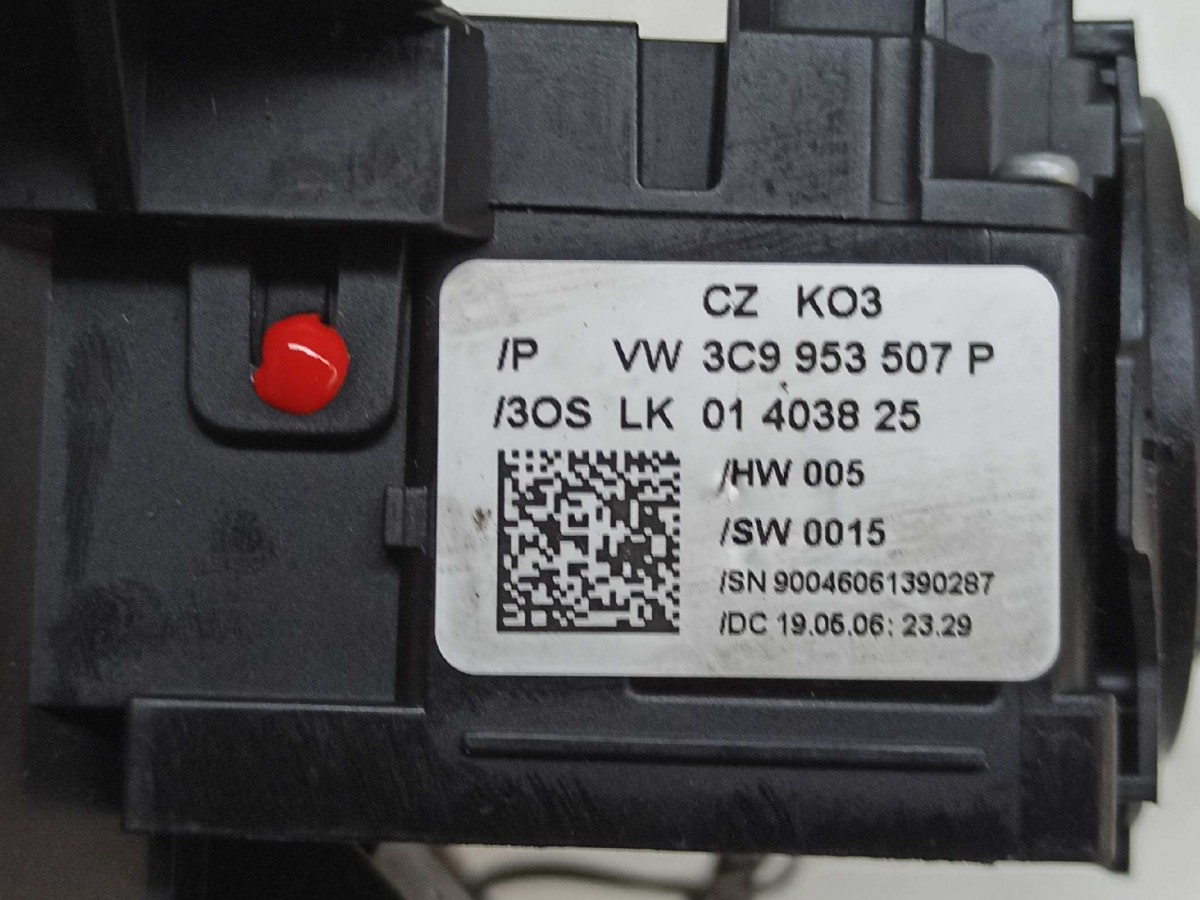 CZ KO3
/P VW 3C9 953 507 P
/3OS LK 01 4038 25
/HW 005
/SW 0015
/SN 90046061390287
/DC 19.06.06: 23.29